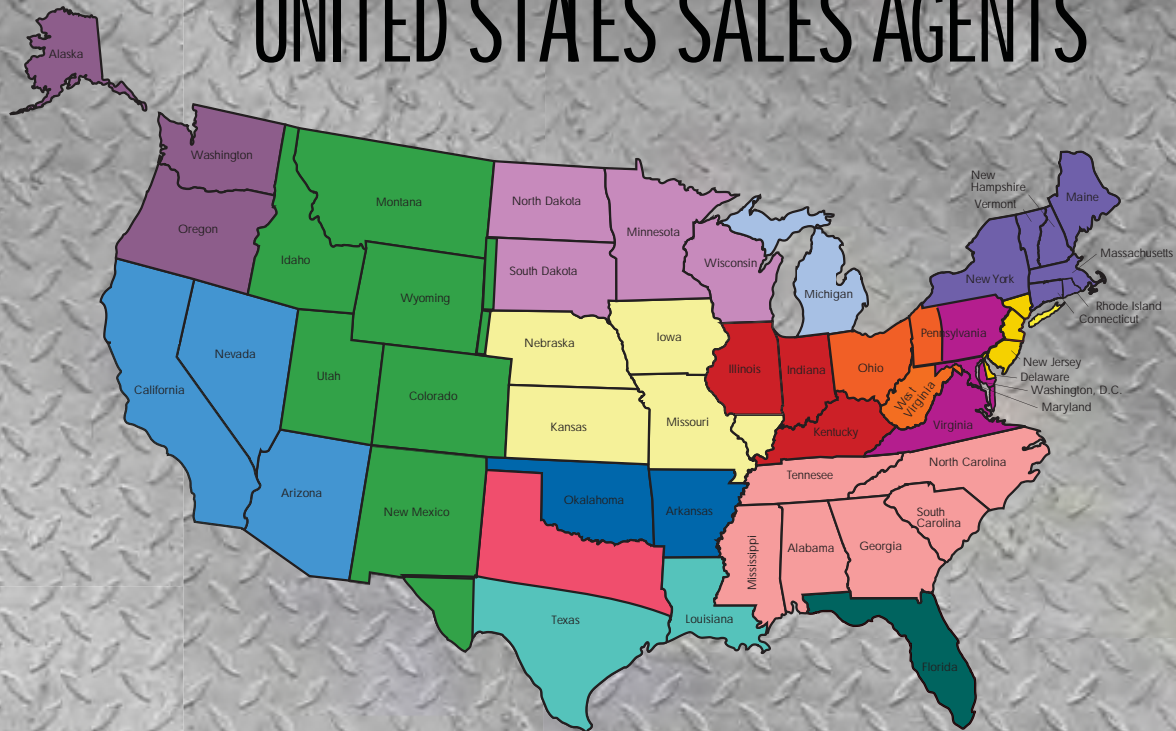 UNITED STATES SALES AGENTS
Alaska
Washington
Oregon
Montana
Idaho
Wyoming
North Dakota
South Dakota
Minnesota
Wisconsin
Michigan
New
Hampshire
Vermont
Maine
Massachusetts
New York
Rhode Island
Connecticut
Pennsylvania
New Jersey
Delaware
Washington, D.C.
Maryland
California
Nevada
Utah
Colorado
Nebraska
Iowa
Kansas
Missouri
Illinois
Indiana
Ohio
West
Virginia
Virginia
Kentucky
Arizona
New Mexico
Okalahoma
Arkansas
Tennesee
North Carolina
South
Carolina
Mississippi
Alabama
Georgia
Texas
Louisiana
Florida